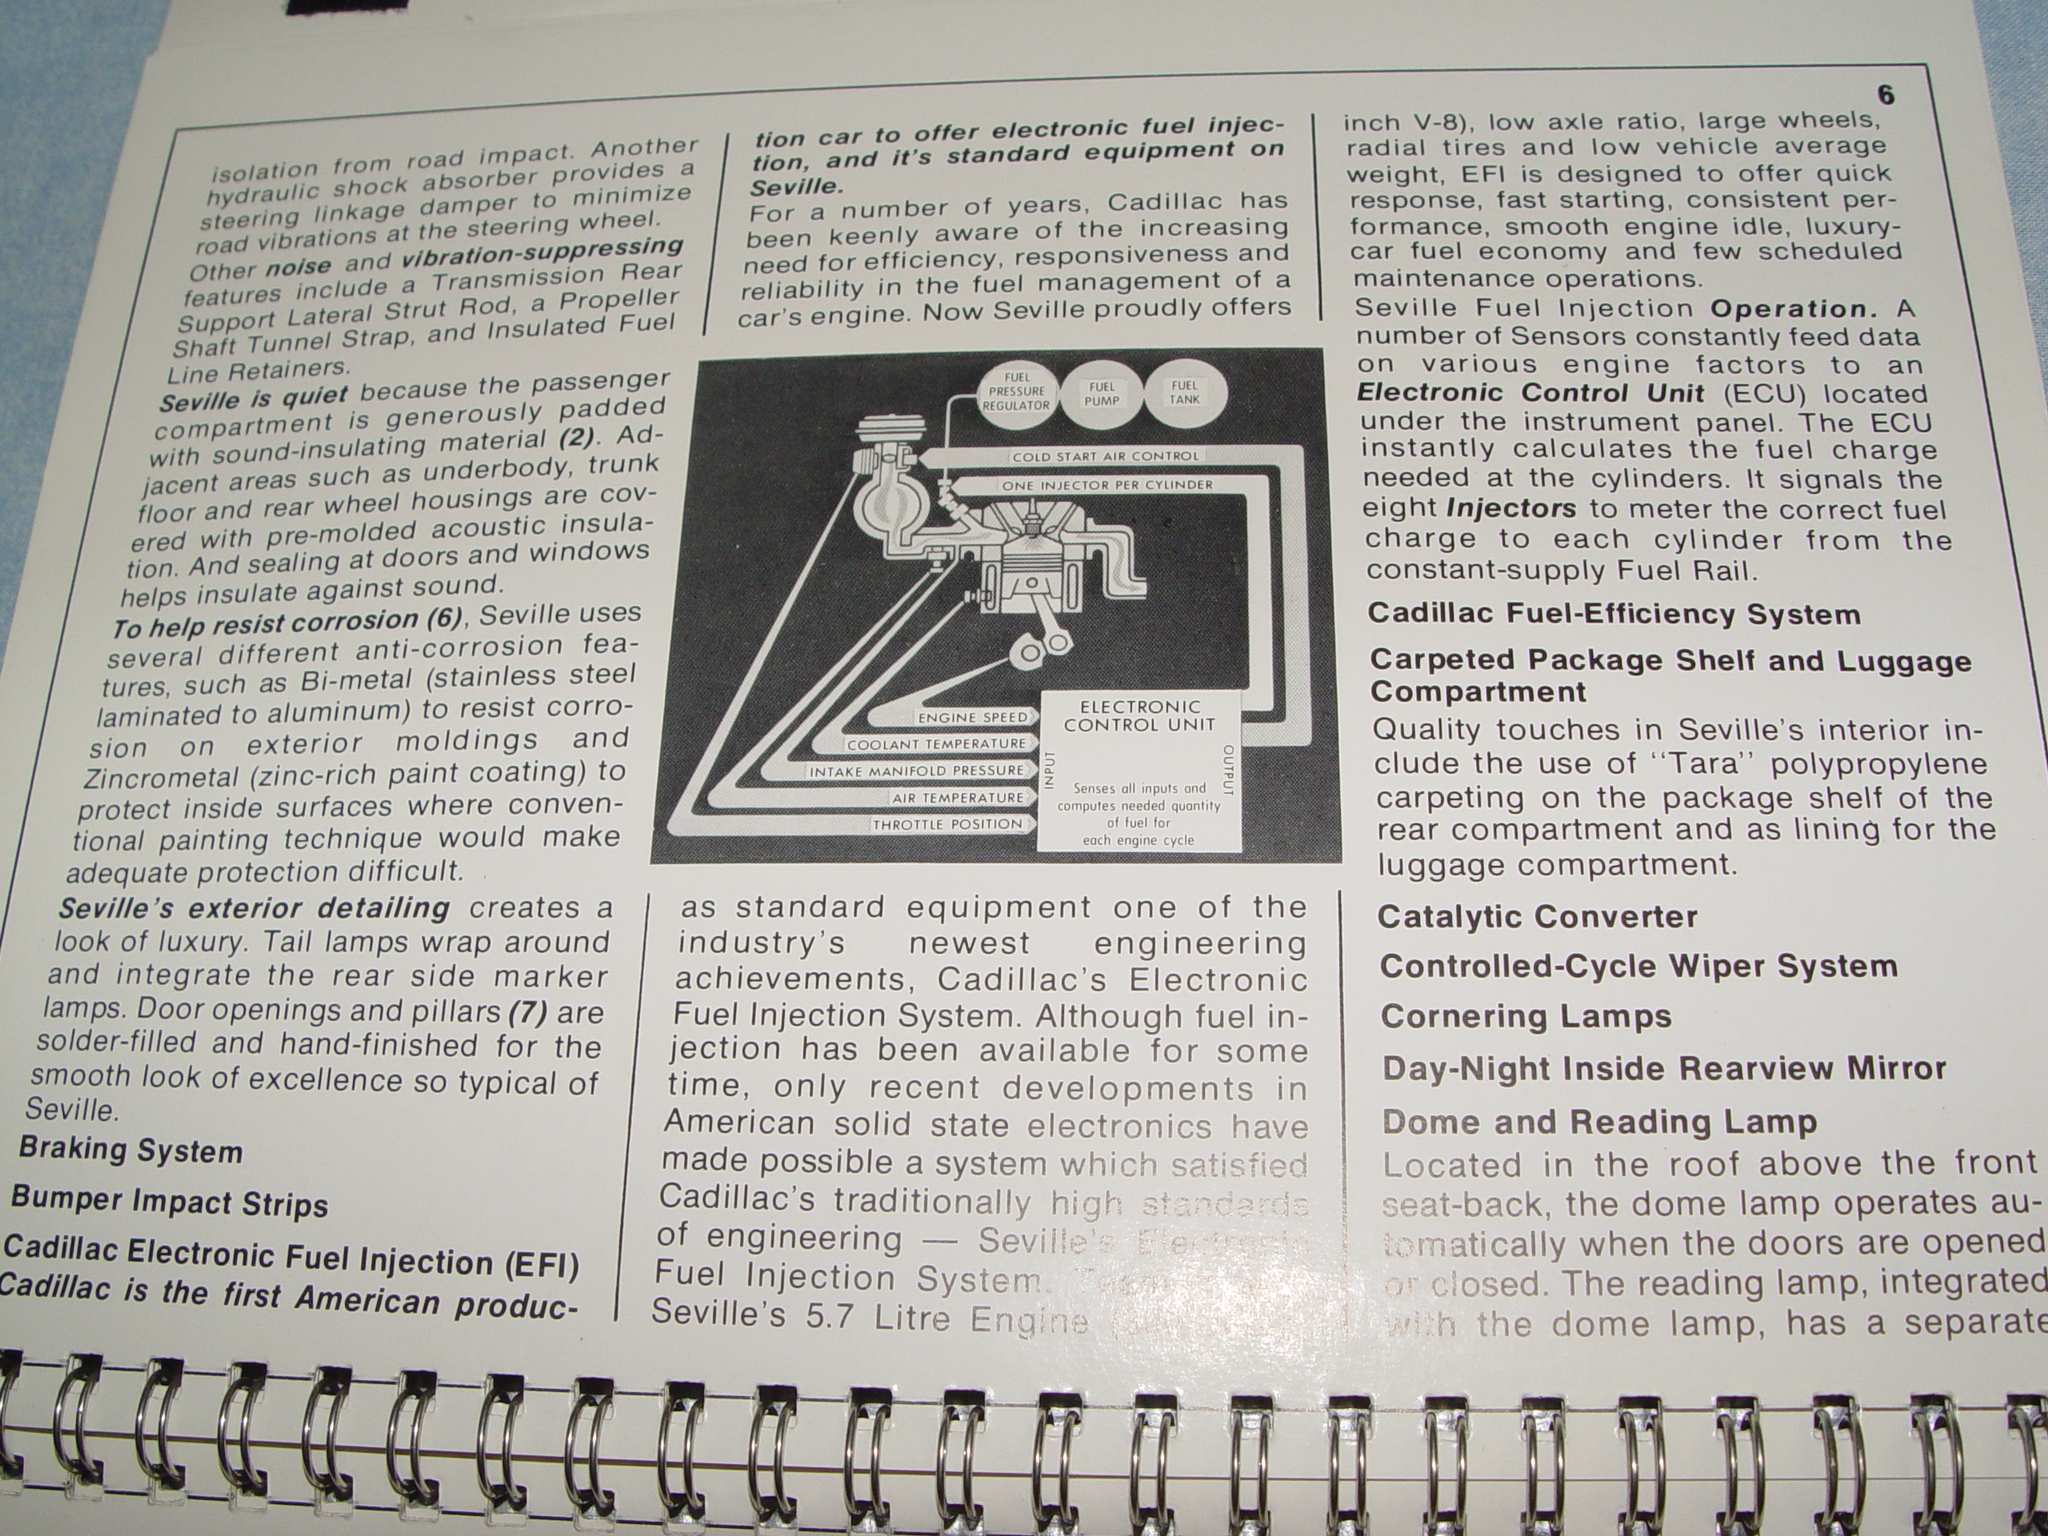 6
isolation from road impact. Another
hydraulic shock absorber provides a
steering linkage damper to minimize
road vibrations at the steering wheel.
Other noise and vibration-suppressing
features include a Transmission Rear
Support Lateral Strut Rod, a Propeller
Shaft Tunnel Strap, and Insulated Fuel
Line Retainers.
Seville is quiet because the passenger
compartment is generously padded
with sound-insulating material (2). Ad-
jacent areas such as underbody, trunk
floor and rear wheel housings are cov-
ered with pre-molded acoustic insula-
tion. And sealing at doors and windows
helps insulate against sound.
To help resist corrosion (6), Seville uses
several different anti-corrosion fea-
tures, such as Bi-metal (stainless steel
laminated to aluminum) to resist corro-
sion on exterior moldings and
Zincrometal (zinc-rich paint coating) to
protect inside surfaces where conven-
tional painting technique would make
adequate protection difficult.
Seville's exterior detailing creates a
look of luxury. Tail lamps wrap around
and integrate the rear side marker
lamps. Door openings and pillars (7) are
solder-filled and hand-finished for the
smooth look of excellence so typical of
Seville.
Braking System
Bumper Impact Strips
Cadillac Electronic Fuel Injection (EFI)
Cadillac is the first American produc-
tion car to offer electronic fuel injec-
tion, and it's standard equipment on
Seville.
For a number of years, Cadillac has
been keenly aware of the increasing
need for efficiency, responsiveness and
reliability in the fuel management of a
car's engine. Now Seville proudly offers
FUEL
PRESSURE
REGULATOR
FUEL
PUMP
FUEL
TANK
COLD START AIR CONTROL
ONE INJECTOR PER CYLINDER
ENGINE SPEED
COOLANT TEMPERATURE
INTAKE MANIFOLD PRESSURE
AIR TEMPERATURE
THROTTLE POSITION
ELECTRONIC
CONTROL UNIT
INPUT
OUTPUT
Senses all inputs and
computes needed quantity
of fuel for
each engine cycle
as standard equipment one of the
industry's newest engineering
achievements, Cadillac's Electronic
Fuel Injection System. Although fuel in-
jection has been available for some
time, only recent developments in
American solid state electronics have
made possible a system which satisfied
Cadillac's traditionally high standards
of engineering — Seville's Electronic
Fuel Injection System.
Seville's 5.7 Litre Engine
inch V-8), low axle ratio, large wheels,
radial tires and low vehicle average
weight, EFI is designed to offer quick
response, fast starting, consistent per-
formance, smooth engine idle, luxury-
car fuel economy and few scheduled
maintenance operations.
Seville Fuel Injection Operation. A
number of Sensors constantly feed data
on various engine factors to an
Electronic Control Unit (ECU) located
under the instrument panel. The ECU
instantly calculates the fuel charge
needed at the cylinders. It signals the
eight Injectors to meter the correct fuel
charge to each cylinder from the
constant-supply Fuel Rail.
Cadillac Fuel-Efficiency System
Carpeted Package Shelf and Luggage
Compartment
Quality touches in Seville's interior in-
clude the use of "Tara" polypropylene
carpeting on the package shelf of the
rear compartment and as lining for the
luggage compartment.
Catalytic Converter
Controlled-Cycle Wiper System
Cornering Lamps
Day-Night Inside Rearview Mirror
Dome and Reading Lamp
Located in the roof above the front
seat-back, the dome lamp operates au-
tomatically when the doors are opened
or closed. The reading lamp, integrated
with the dome lamp, has a separate